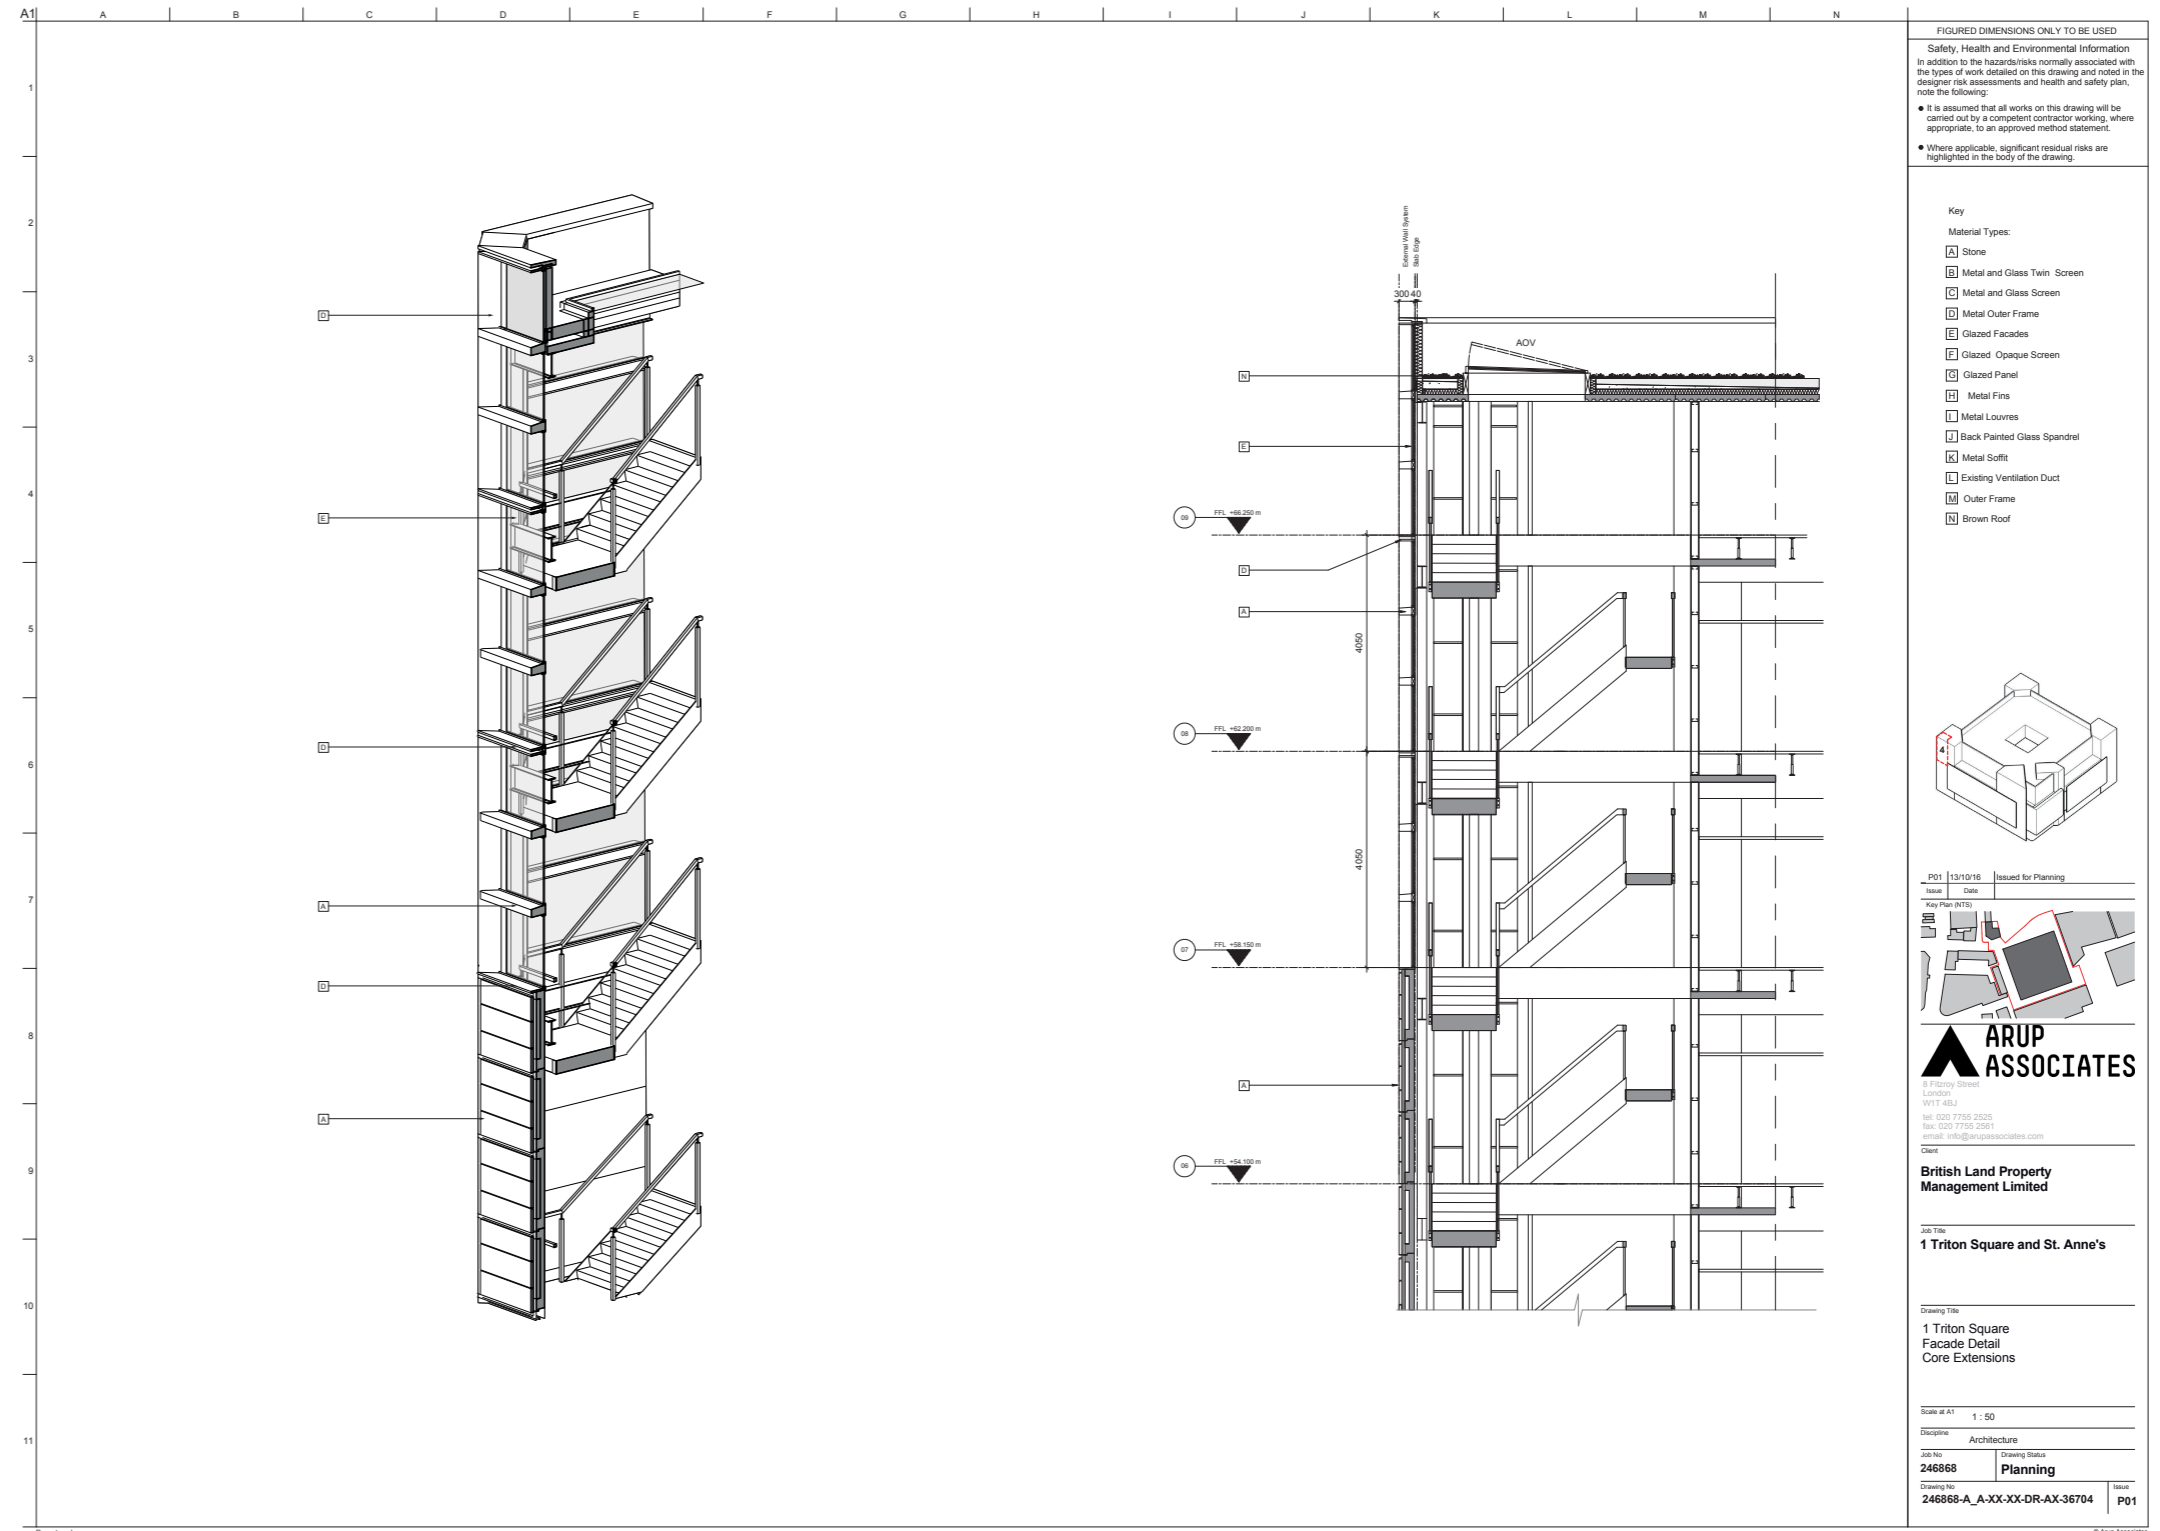 A1
A B C D E F G H I J K L M N
1
2
3
4
5
6
7
8
9
10
11
D
E
D
A
D
A
External Wall System
Slab Edge
300 40
AOV
N
E
09 FFL +66.250 m
D
A
4050
08 FFL +62.200 m
4050
07 FFL +58.150 m
A
06 FFL +54.100 m
FIGURED DIMENSIONS ONLY TO BE USED
Safety, Health and Environmental Information
In addition to the hazards/risks normally associated with
the types of work detailed on this drawing and noted in the
designer risk assessments and health and safety plan,
note the following:
● It is assumed that all works on this drawing will be
carried out by a competent contractor working, where
appropriate, to an approved method statement.
● Where applicable, significant residual risks are
highlighted in the body of the drawing.
Key
Material Types:
A Stone
B Metal and Glass Twin Screen
C Metal and Glass Screen
D Metal Outer Frame
E Glazed Facades
F Glazed Opaque Screen
G Glazed Panel
H Metal Fins
I Metal Louvres
J Back Painted Glass Spandrel
K Metal Soffit
L Existing Ventilation Duct
M Outer Frame
N Brown Roof
4
P01 13/10/16 Issued for Planning
Issue Date
Key Plan (NTS)
ARUP
ASSOCIATES
8 Fitzroy Street
London
W1T 4BJ
tel: 020 7755 2525
fax: 020 7755 2561
email: info@arupassociates.com
Client
British Land Property
Management Limited
Job Title
1 Triton Square and St. Anne's
Drawing Title
1 Triton Square
Facade Detail
Core Extensions
Scale at A1 1 : 50
Discipline
Architecture
Job No Drawing Status
246868 Planning
Drawing No Issue
246868-A_A-XX-XX-DR-AX-36704 P01